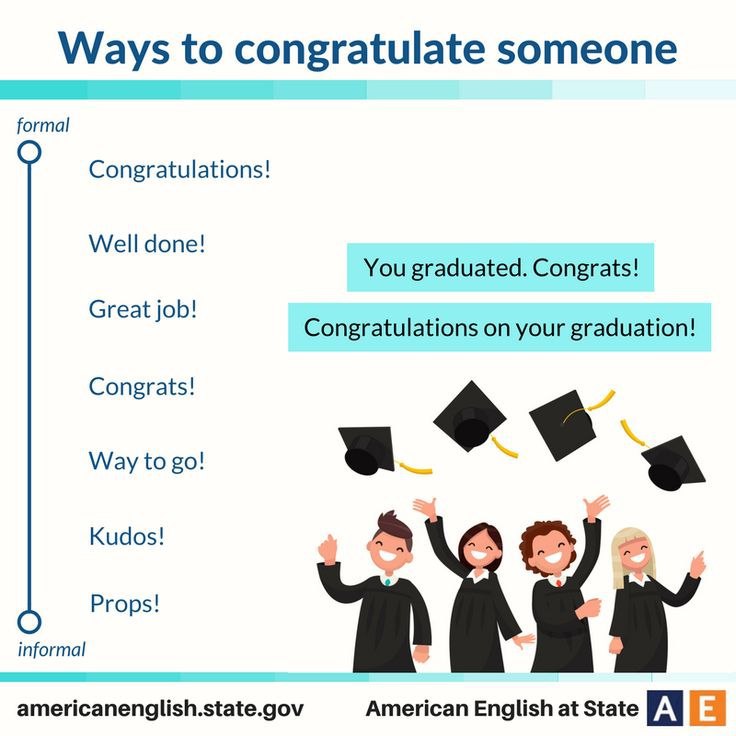 Ways to congratulate someone
formal
Congratulations!
Well done!
Great job!
Congrats!
Way to go!
Kudos!
Props!
informal
You graduated. Congrats!
Congratulations on your graduation!
americanenglish.state.gov
American English at State AE